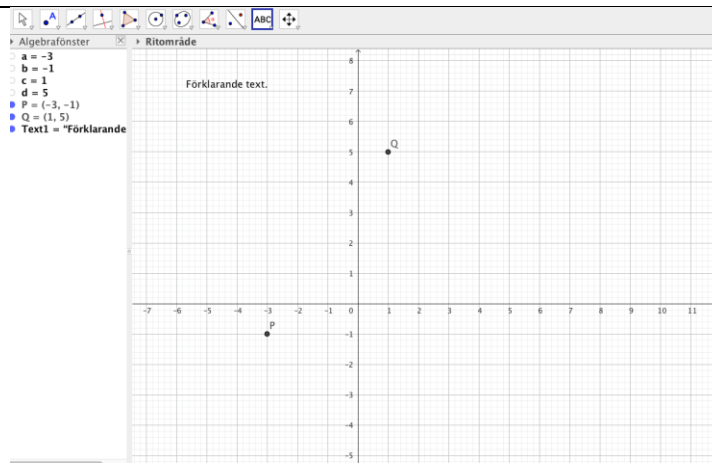 ABC
Algebrafönster
Ritområde
a = −3
b = −1
c = 1
d = 5
P = (−3, −1)
Q = (1, 5)
Text1 = "Förklarande
Förklarande text.
8
7
6
5
Q
4
3
2
1
-7 -6 -5 -4 -3 -2 -1 0 1 2 3 4 5 6 7 8 9 10 11
P
-1
-2
-3
-4
-5